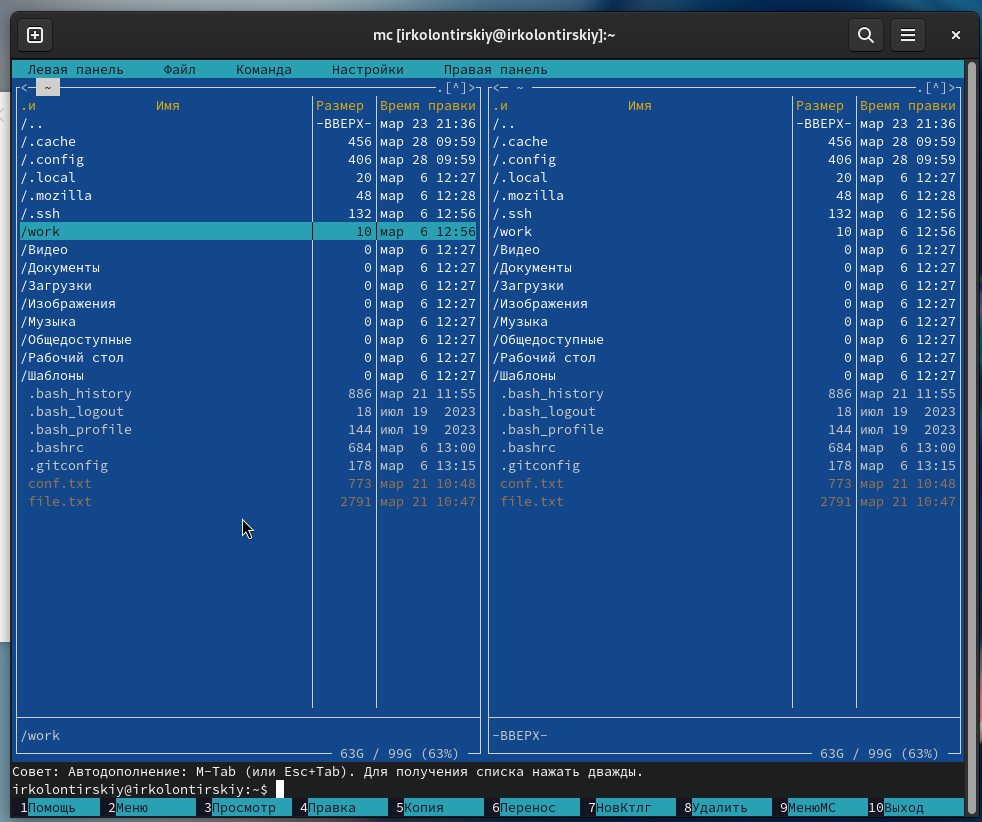 mc [irkolontirskiy@irkolontirskiy]:~
Левая панель Файл Команда Настройки Правая панель
<─ ~ .[^]> <─ ~ .[^]>
.и Имя Размер Время правки .и Имя Размер Время правки
/.. -ВВЕРХ- мар 23 21:36 /.. -ВВЕРХ- мар 23 21:36
/.cache 456 мар 28 09:59 /.cache 456 мар 28 09:59
/.config 406 мар 28 09:59 /.config 406 мар 28 09:59
/.local 20 мар 6 12:27 /.local 20 мар 6 12:27
/.mozilla 48 мар 6 12:28 /.mozilla 48 мар 6 12:28
/.ssh 132 мар 6 12:56 /.ssh 132 мар 6 12:56
/work 10 мар 6 12:56 /work 10 мар 6 12:56
/Видео 0 мар 6 12:27 /Видео 0 мар 6 12:27
/Документы 0 мар 6 12:27 /Документы 0 мар 6 12:27
/Загрузки 0 мар 6 12:27 /Загрузки 0 мар 6 12:27
/Изображения 0 мар 6 12:27 /Изображения 0 мар 6 12:27
/Музыка 0 мар 6 12:27 /Музыка 0 мар 6 12:27
/Общедоступные 0 мар 6 12:27 /Общедоступные 0 мар 6 12:27
/Рабочий стол 0 мар 6 12:27 /Рабочий стол 0 мар 6 12:27
/Шаблоны 0 мар 6 12:27 /Шаблоны 0 мар 6 12:27
.bash_history 886 мар 21 11:55 .bash_history 886 мар 21 11:55
.bash_logout 18 июл 19 2023 .bash_logout 18 июл 19 2023
.bash_profile 144 июл 19 2023 .bash_profile 144 июл 19 2023
.bashrc 684 мар 6 13:00 .bashrc 684 мар 6 13:00
.gitconfig 178 мар 6 13:15 .gitconfig 178 мар 6 13:15
conf.txt 773 мар 21 10:48 conf.txt 773 мар 21 10:48
file.txt 2791 мар 21 10:47 file.txt 2791 мар 21 10:47
/work -ВВЕРХ-
63G / 99G (63%) 63G / 99G (63%)
Совет: Автодополнение: M-Tab (или Esc+Tab). Для получения списка нажать дважды.
irkolontirskiy@irkolontirskiy:~$
1Помощь 2Меню 3Просмотр 4Правка 5Копия 6Перенос 7НовКтлг 8Удалить 9МенюMC 10Выход